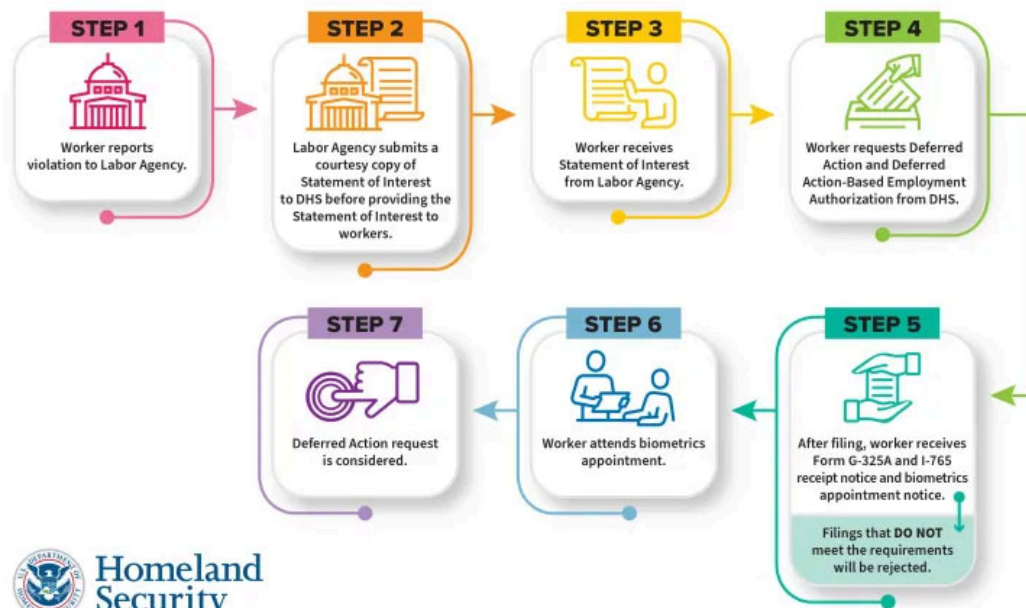 STEP 1
Worker reports
violation to Labor Agency.
STEP 2
Labor Agency submits a
courtesy copy of
Statement of Interest
to DHS before providing the
Statement of Interest to
workers.
STEP 3
Worker receives
Statement of Interest
from Labor Agency.
STEP 4
Worker requests Deferred
Action and Deferred
Action-Based Employment
Authorization from DHS.
STEP 5
After filing, worker receives
Form G-325A and I-765
receipt notice and biometrics
appointment notice.
Filings that DO NOT
meet the requirements
will be rejected.
STEP 6
Worker attends biometrics
appointment.
STEP 7
Deferred Action request
is considered.
Homeland
Security